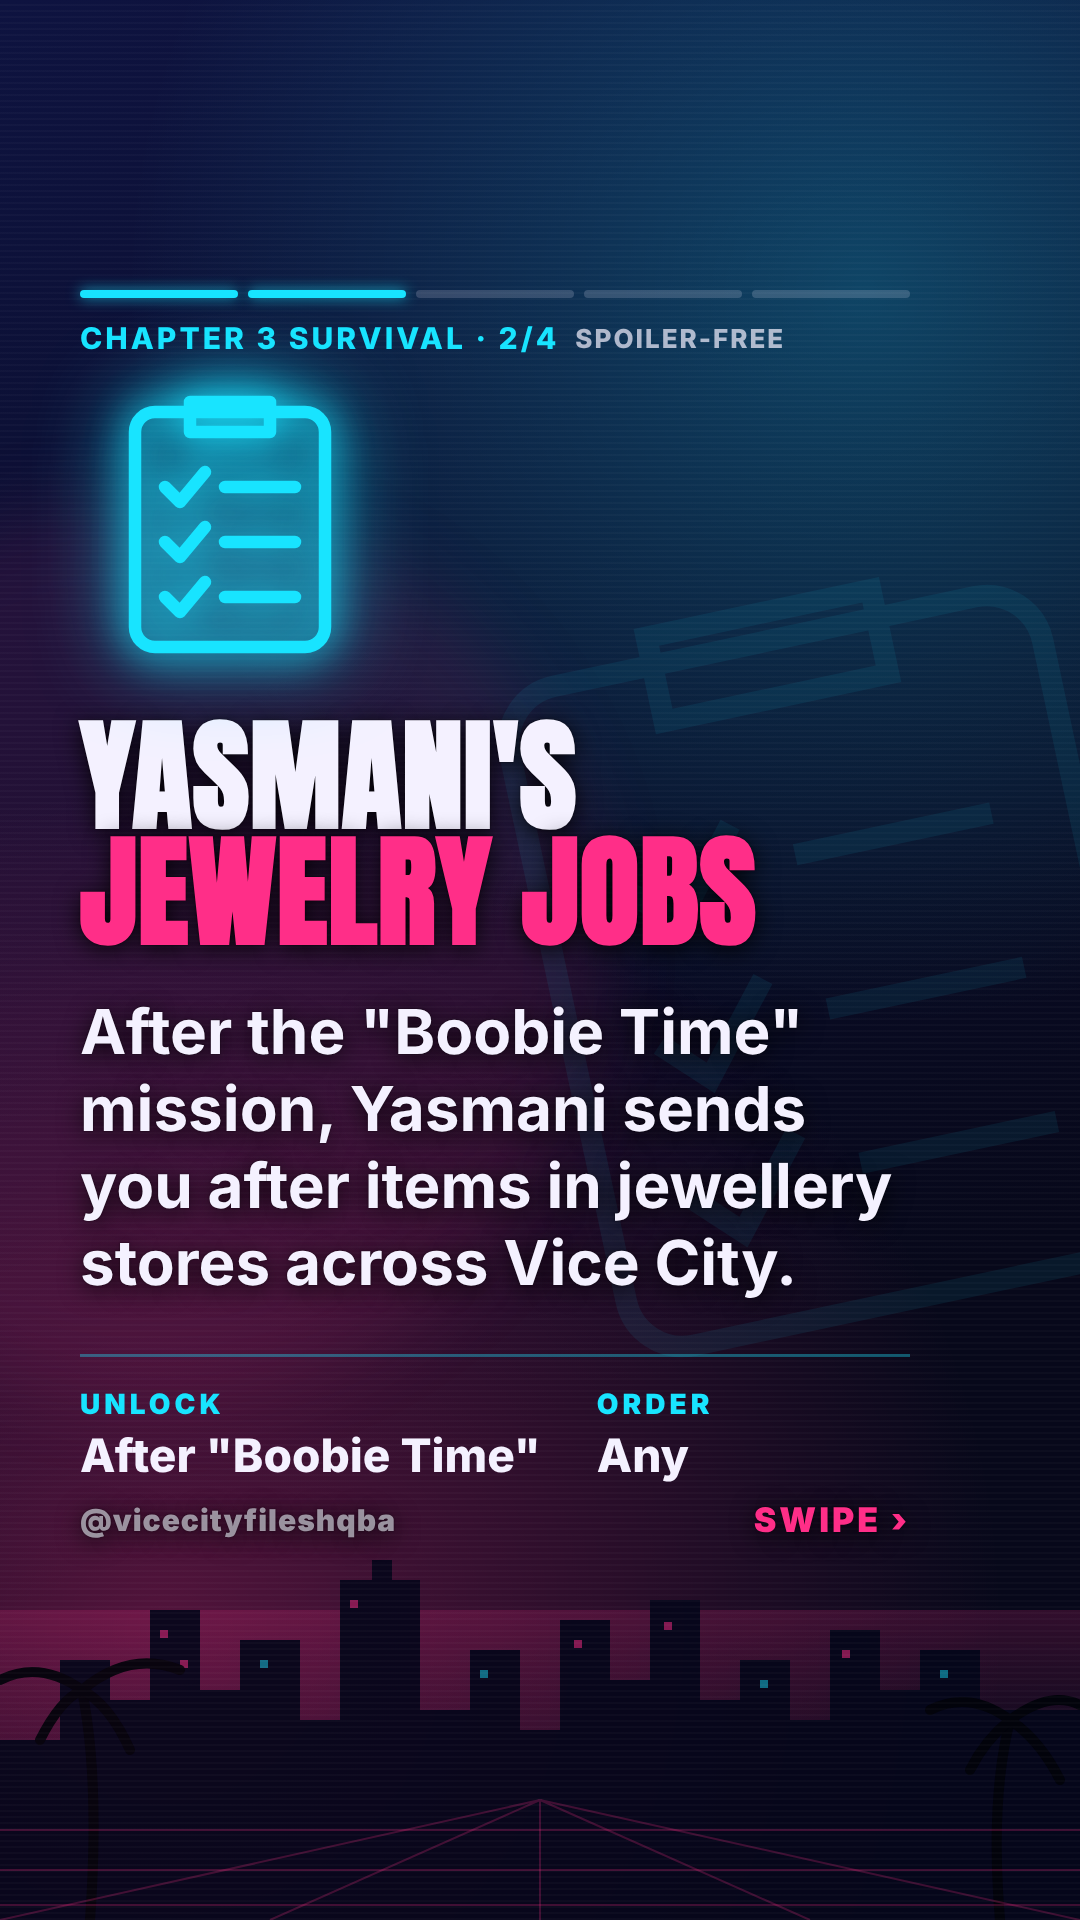 CHAPTER 3 SURVIVAL · 2/4 SPOILER-FREE
YASMANI'S
JEWELRY JOBS
After the "Boobie Time"
mission, Yasmani sends
you after items in jewellery
stores across Vice City.
UNLOCK ORDER
After "Boobie Time" Any
@vicecityfileshqba SWIPE ›